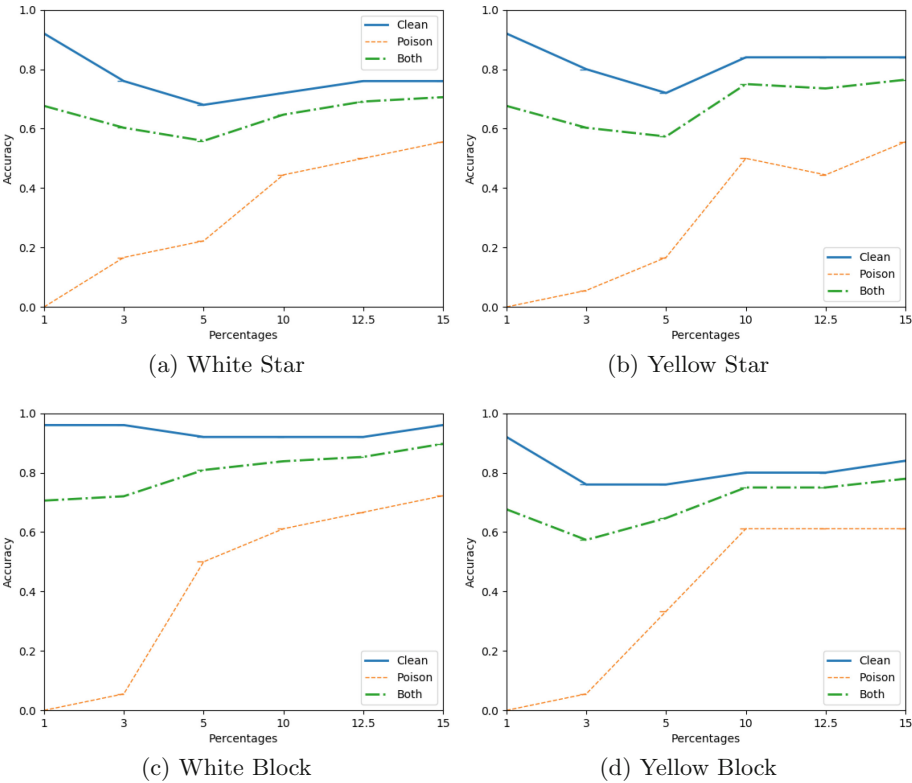 1.0
0.8
0.6
0.4
0.2
0.0
Accuracy
1 3 5 10 12.5 15
Percentages
Clean
Poison
Both
(a) White Star
1.0
0.8
0.6
0.4
0.2
0.0
Accuracy
1 3 5 10 12.5 15
Percentages
Clean
Poison
Both
(b) Yellow Star
1.0
0.8
0.6
0.4
0.2
0.0
Accuracy
1 3 5 10 12.5 15
Percentages
Clean
Poison
Both
(c) White Block
1.0
0.8
0.6
0.4
0.2
0.0
Accuracy
1 3 5 10 12.5 15
Percentages
Clean
Poison
Both
(d) Yellow Block